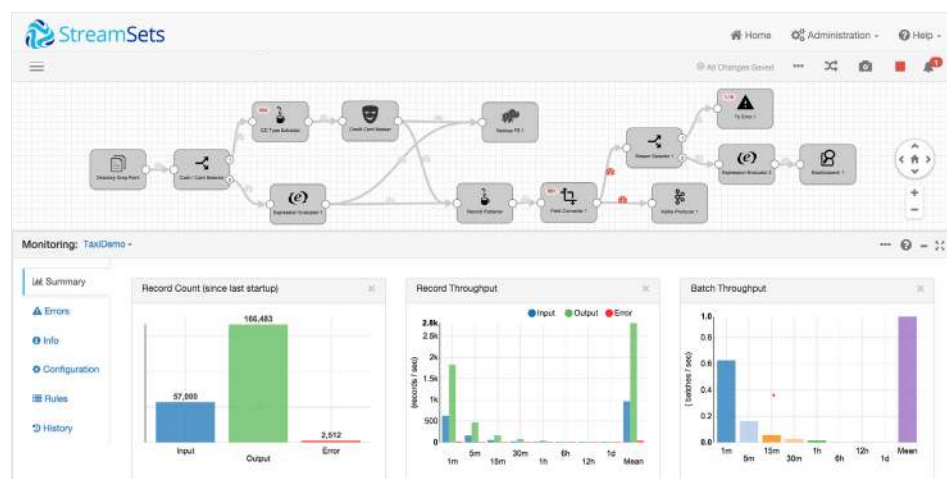 StreamSets
Home
Administration
Help
All Changes Saved
1
Directory Drop Point
Cash / Card Selector
CC Type Extractor
Credit Card Masker
Expression Evaluator 1
Hadoop FS 1
Record Flattener
Field Converter 1
Stream Selector 1
To Error 1
Expression Evaluator 2
Elasticsearch 1
Kafka Producer 1
Monitoring: TaxiDemo
Summary
Errors
Info
Configuration
Rules
History
Record Count (since last startup)
166,483
57,000
2,512
Input
Output
Error
Record Throughput
Input Output Error
(records / sec)
2.8k
2.5k
2k
1.5k
1k
500
0
1m 5m 15m 30m 1h 6h 12h 1d Mean
Batch Throughput
( batches / sec)
1.0
0.8
0.6
0.4
0.2
0.0
1m 5m 15m 30m 1h 6h 12h 1d Mean